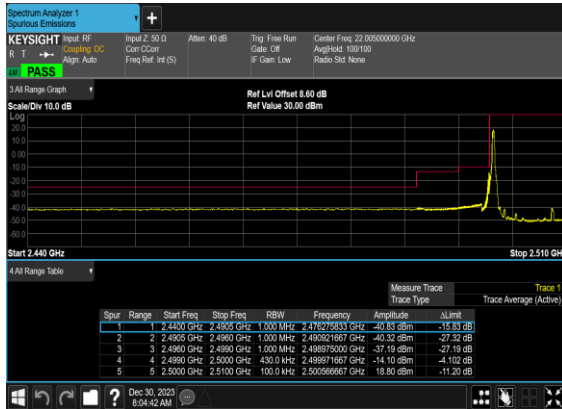 Spectrum Analyzer 1
Spurious Emissions
KEYSIGHT Input: RF Input Z: 50 Ω Atten: 40 dB Trig: Free Run Center Freq: 22.005000000 GHz
R T Coupling: DC Corr CCorr Gate: Off Avg|Hold: 100/100
Align: Auto Freq Ref: Int (S) IF Gain: Low Radio Std: None
PASS
3 All Range Graph
Ref Lvl Offset 8.60 dB
Scale/Div 10.0 dB Ref Value 30.00 dBm
Log
20.0
10.0
0.00
-10.0
-20.0
-30.0
-40.0
-50.0
-60.0
Start 2.440 GHz Stop 2.510 GH
4 All Range Table
Measure Trace Trace 1
Trace Type Trace Average (Active)
Spur Range Start Freq Stop Freq RBW Frequency Amplitude ΔLimit
1 1 2.4400 GHz 2.4905 GHz 1.000 MHz 2.476275833 GHz -40.83 dBm -15.83 dB
2 2 2.4905 GHz 2.4960 GHz 1.000 MHz 2.490921667 GHz -40.32 dBm -27.32 dB
3 3 2.4960 GHz 2.4990 GHz 1.000 MHz 2.498975000 GHz -37.19 dBm -27.19 dB
4 4 2.4990 GHz 2.5000 GHz 430.0 kHz 2.499971667 GHz -14.10 dBm -4.102 dB
5 5 2.5000 GHz 2.5100 GHz 100.0 kHz 2.500566667 GHz 18.80 dBm -11.20 dB
Dec 30, 2023
8:04:42 AM